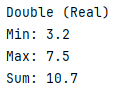 Double (Real)
Min: 3.2
Max: 7.5
Sum: 10.7